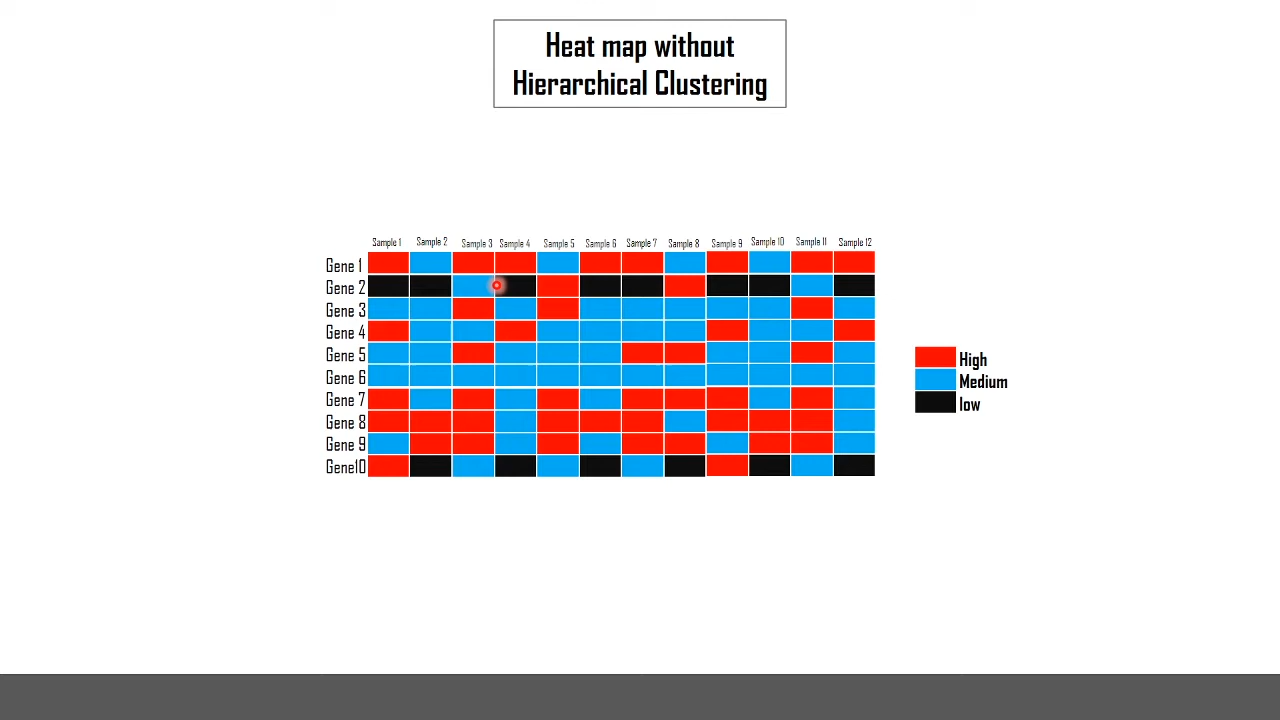 Heat map without
Hierarchical Clustering
Sample 1 Sample 2 Sample 3 Sample 4 Sample 5 Sample 6 Sample 7 Sample 8 Sample 9 Sample 10 Sample 11 Sample 12
Gene 1
Gene 2
Gene 3
Gene 4
Gene 5
Gene 6
Gene 7
Gene 8
Gene 9
Gene10
High
Medium
low